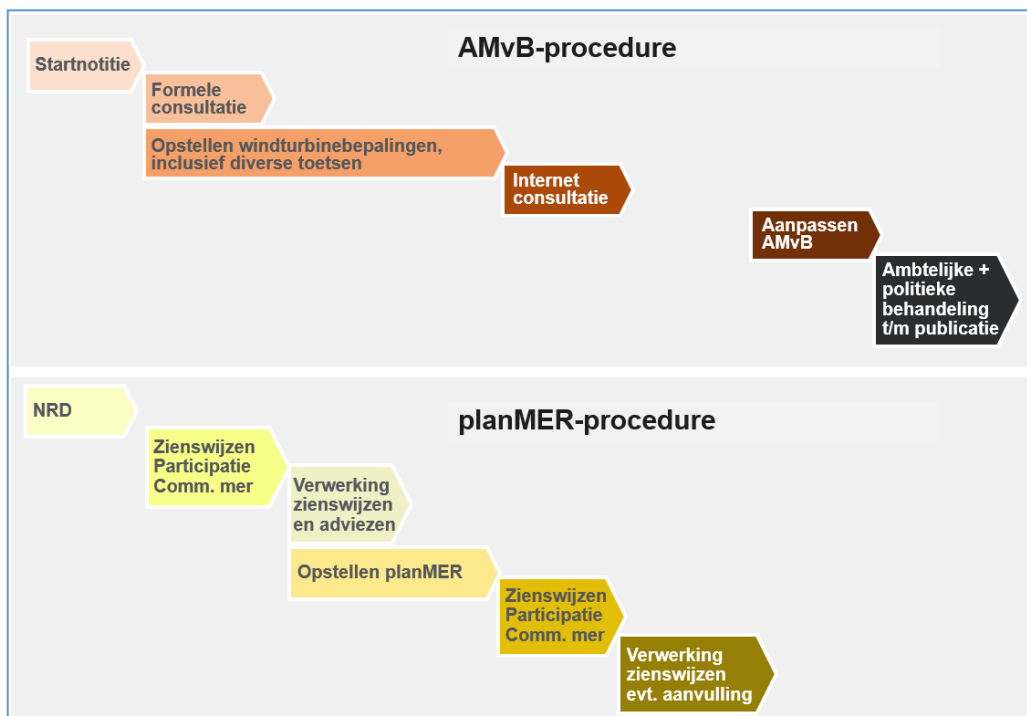 AMvB-procedure
Startnotitie
Formele
consultatie
Opstellen windturbinebepalingen,
inclusief diverse toetsen
Internet
consultatie
Aanpassen
AMvB
Ambtelijke +
politieke
behandeling
t/m publicatie
planMER-procedure
NRD
Zienswijzen
Participatie
Comm. mer
Verwerking
zienswijzen
en adviezen
Opstellen planMER
Zienswijzen
Participatie
Comm. mer
Verwerking
zienswijzen
evt. aanvulling